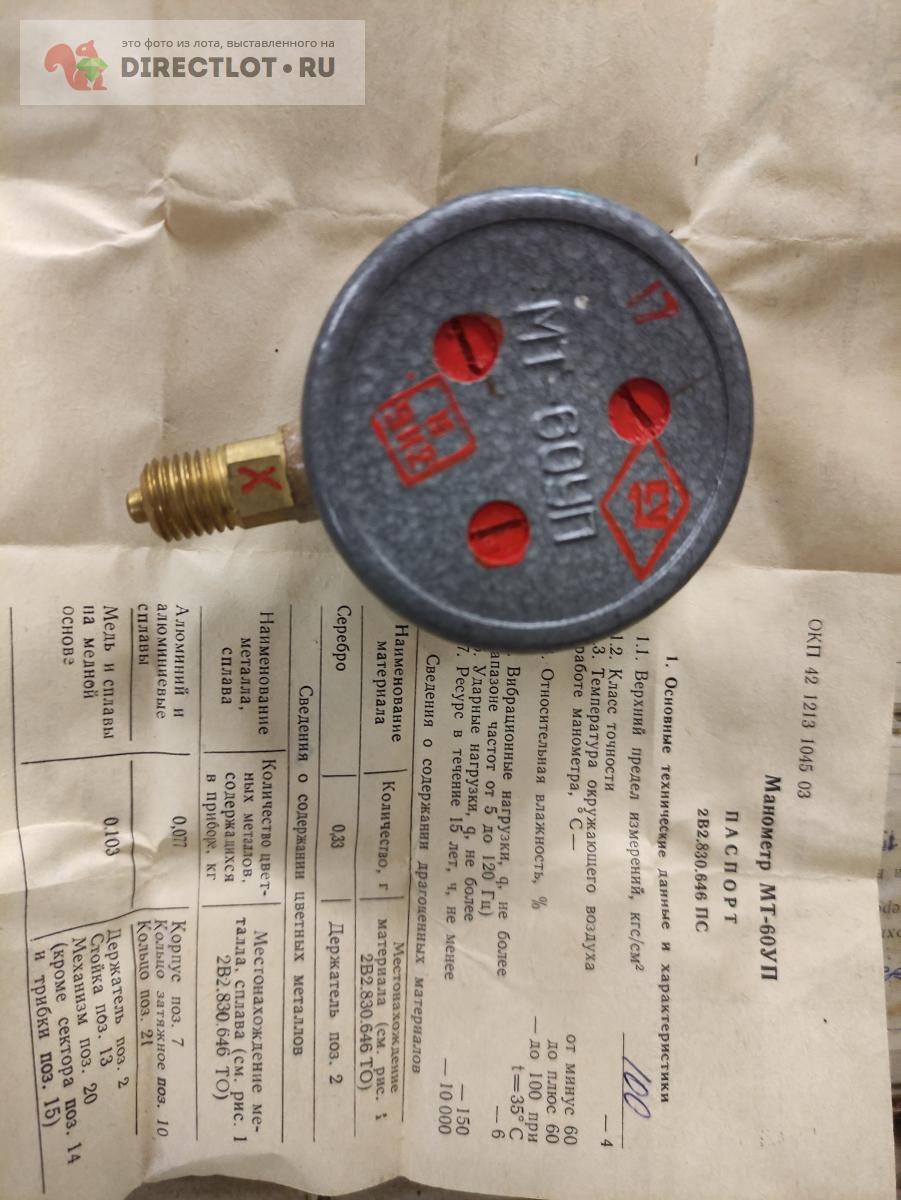 это фото из лота, выставленного на
DIRECTLOT.RU
17
МТ-60УП
Х
ОКП 42 1213 1045 03
Манометр МТ-60УП
ПАСПОРТ
2В2.830.646 ПС
1. Основные технические данные и характеристики
1.1. Верхний предел измерений, кгс/см² 100
1.2. Класс точности — 4
3. Температура окружающего воздуха от минус 60
работе манометра, °С — до плюс 60
Относительная влажность, % — до 100 при
t=35°С
Вибрационные нагрузки, q, не более — 6
апазоне частот от 5 до 120 Гц)
Ударные нагрузки, q, не более — 150
7. Ресурс в течение 15 лет, ч, не менее — 10 000
Сведения о содержании драгоценных материалов
Наименование материала
Количество, г
Местонахождение материала (см. рис. 1 2В2.830.646 ТО)
Серебро
0,33
Держатель поз. 2
Сведения о содержании цветных металлов
Наименование металла, сплава
Количество цветных металлов, содержащихся в приборе, кг
Местонахождение металла, сплава (см. рис. 1 2В2.830.646 ТО)
Алюминий и алюминиевые сплавы
0,077
Корпус поз. 7
Кольцо затяжное поз. 10
Кольцо поз. 21
Медь и сплавы на медной основе
0,103
Держатель поз. 2
Стойка поз. 13
Механизм поз. 20
(кроме сектора поз. 14
и трибки поз. 15)